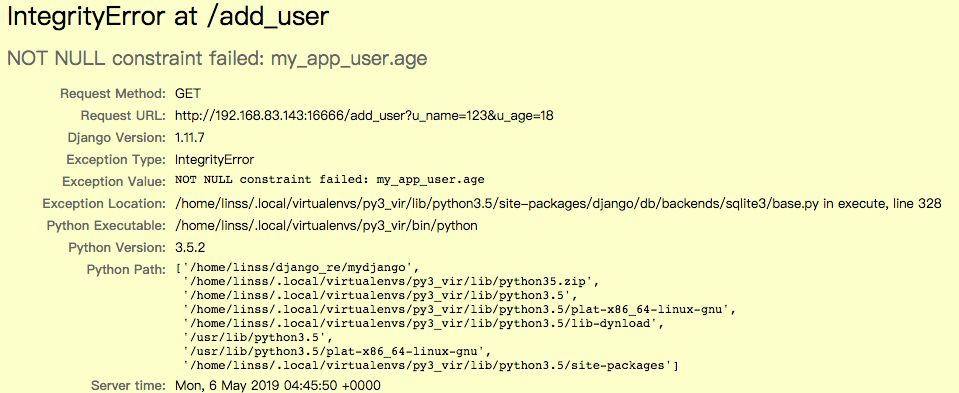 IntegrityError at /add_user
NOT NULL constraint failed: my_app_user.age
Request Method: GET
Request URL: http://192.168.83.143:16666/add_user?u_name=123&u_age=18
Django Version: 1.11.7
Exception Type: IntegrityError
Exception Value: NOT NULL constraint failed: my_app_user.age
Exception Location: /home/linss/.local/virtualenvs/py3_vir/lib/python3.5/site-packages/django/db/backends/sqlite3/base.py in execute, line 328
Python Executable: /home/linss/.local/virtualenvs/py3_vir/bin/python
Python Version: 3.5.2
Python Path: ['/home/linss/django_re/mydjango',
'/home/linss/.local/virtualenvs/py3_vir/lib/python35.zip',
'/home/linss/.local/virtualenvs/py3_vir/lib/python3.5',
'/home/linss/.local/virtualenvs/py3_vir/lib/python3.5/plat-x86_64-linux-gnu',
'/home/linss/.local/virtualenvs/py3_vir/lib/python3.5/lib-dynload',
'/usr/lib/python3.5',
'/usr/lib/python3.5/plat-x86_64-linux-gnu',
'/home/linss/.local/virtualenvs/py3_vir/lib/python3.5/site-packages']
Server time: Mon, 6 May 2019 04:45:50 +0000